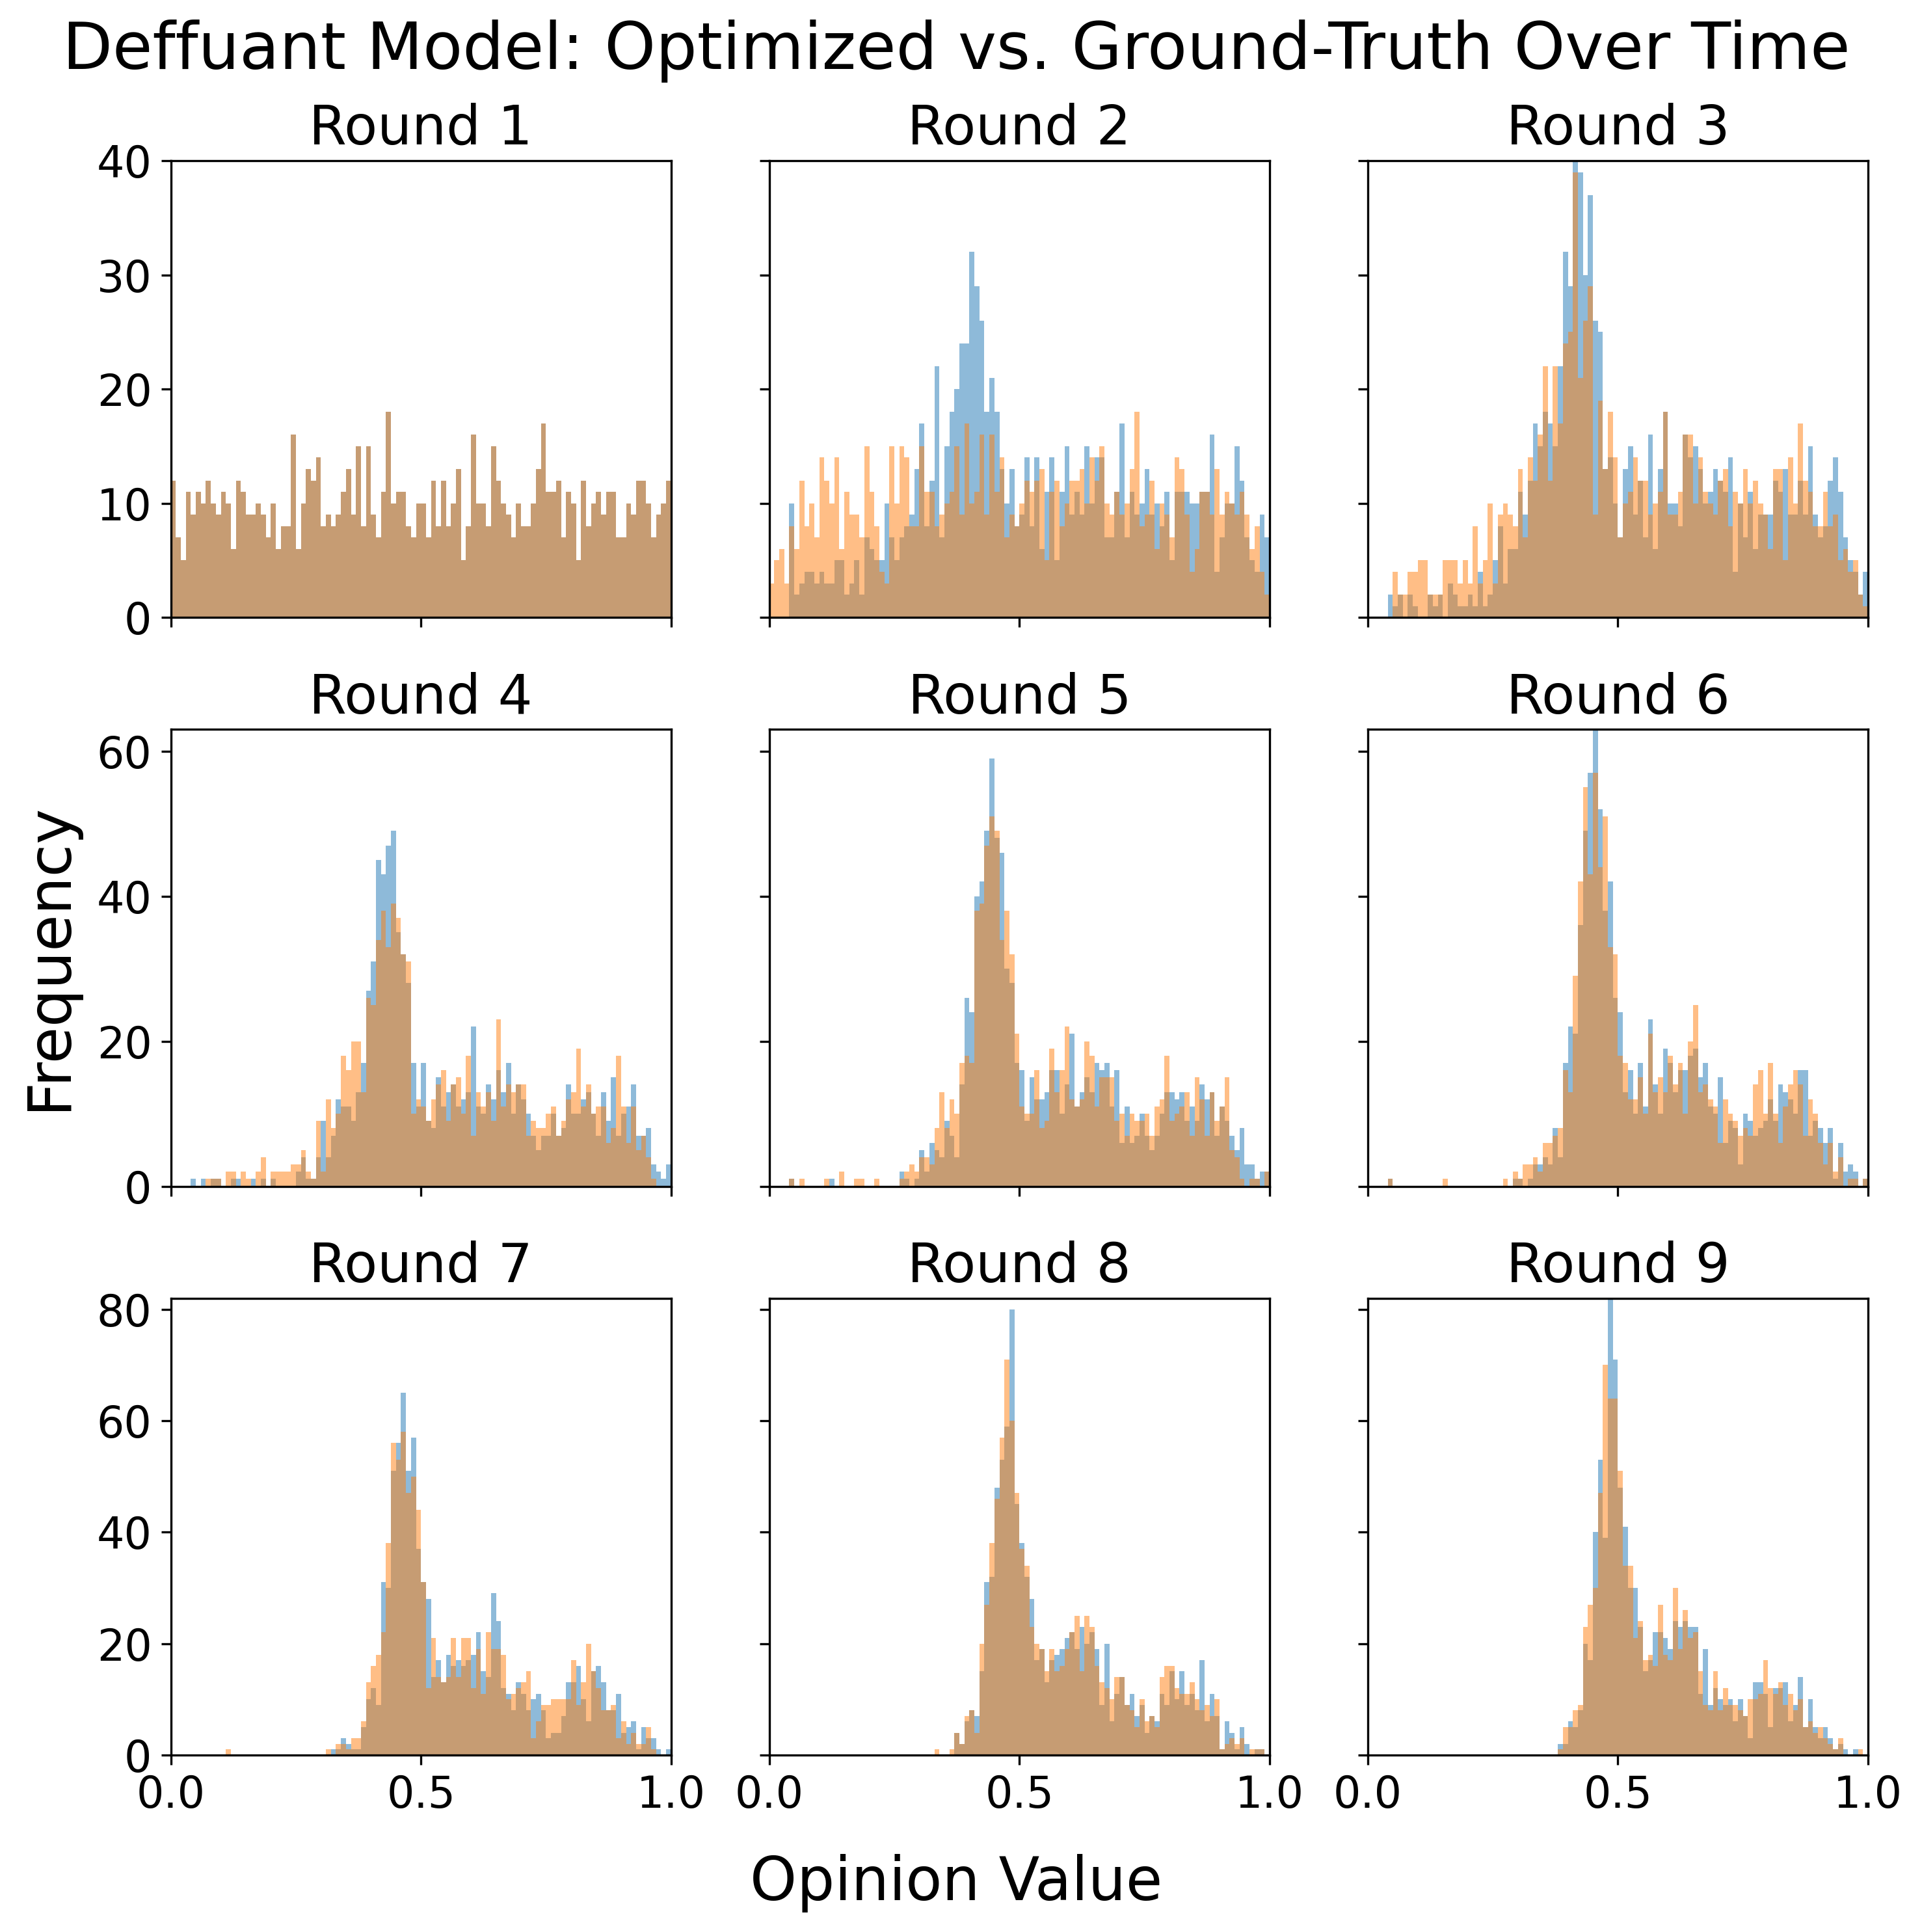 Deffuant Model: Optimized vs. Ground-Truth Over Time
Round 1
Round 2
Round 3
40
30
20
10
0
Round 4
Round 5
Round 6
60
40
20
0
Frequency
Round 7
Round 8
Round 9
80
60
40
20
0
0.0 0.5 1.0 0.0 0.5 1.0 0.0 0.5 1.0
Opinion Value